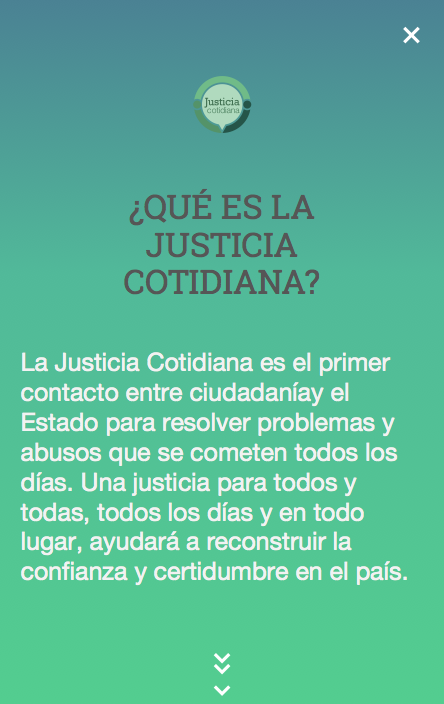 Justicia
cotidiana
¿QUÉ ES LA
JUSTICIA
COTIDIANA?
La Justicia Cotidiana es el primer
contacto entre ciudadaníay el
Estado para resolver problemas y
abusos que se cometen todos los
días. Una justicia para todos y
todas, todos los días y en todo
lugar, ayudará a reconstruir la
confianza y certidumbre en el país.